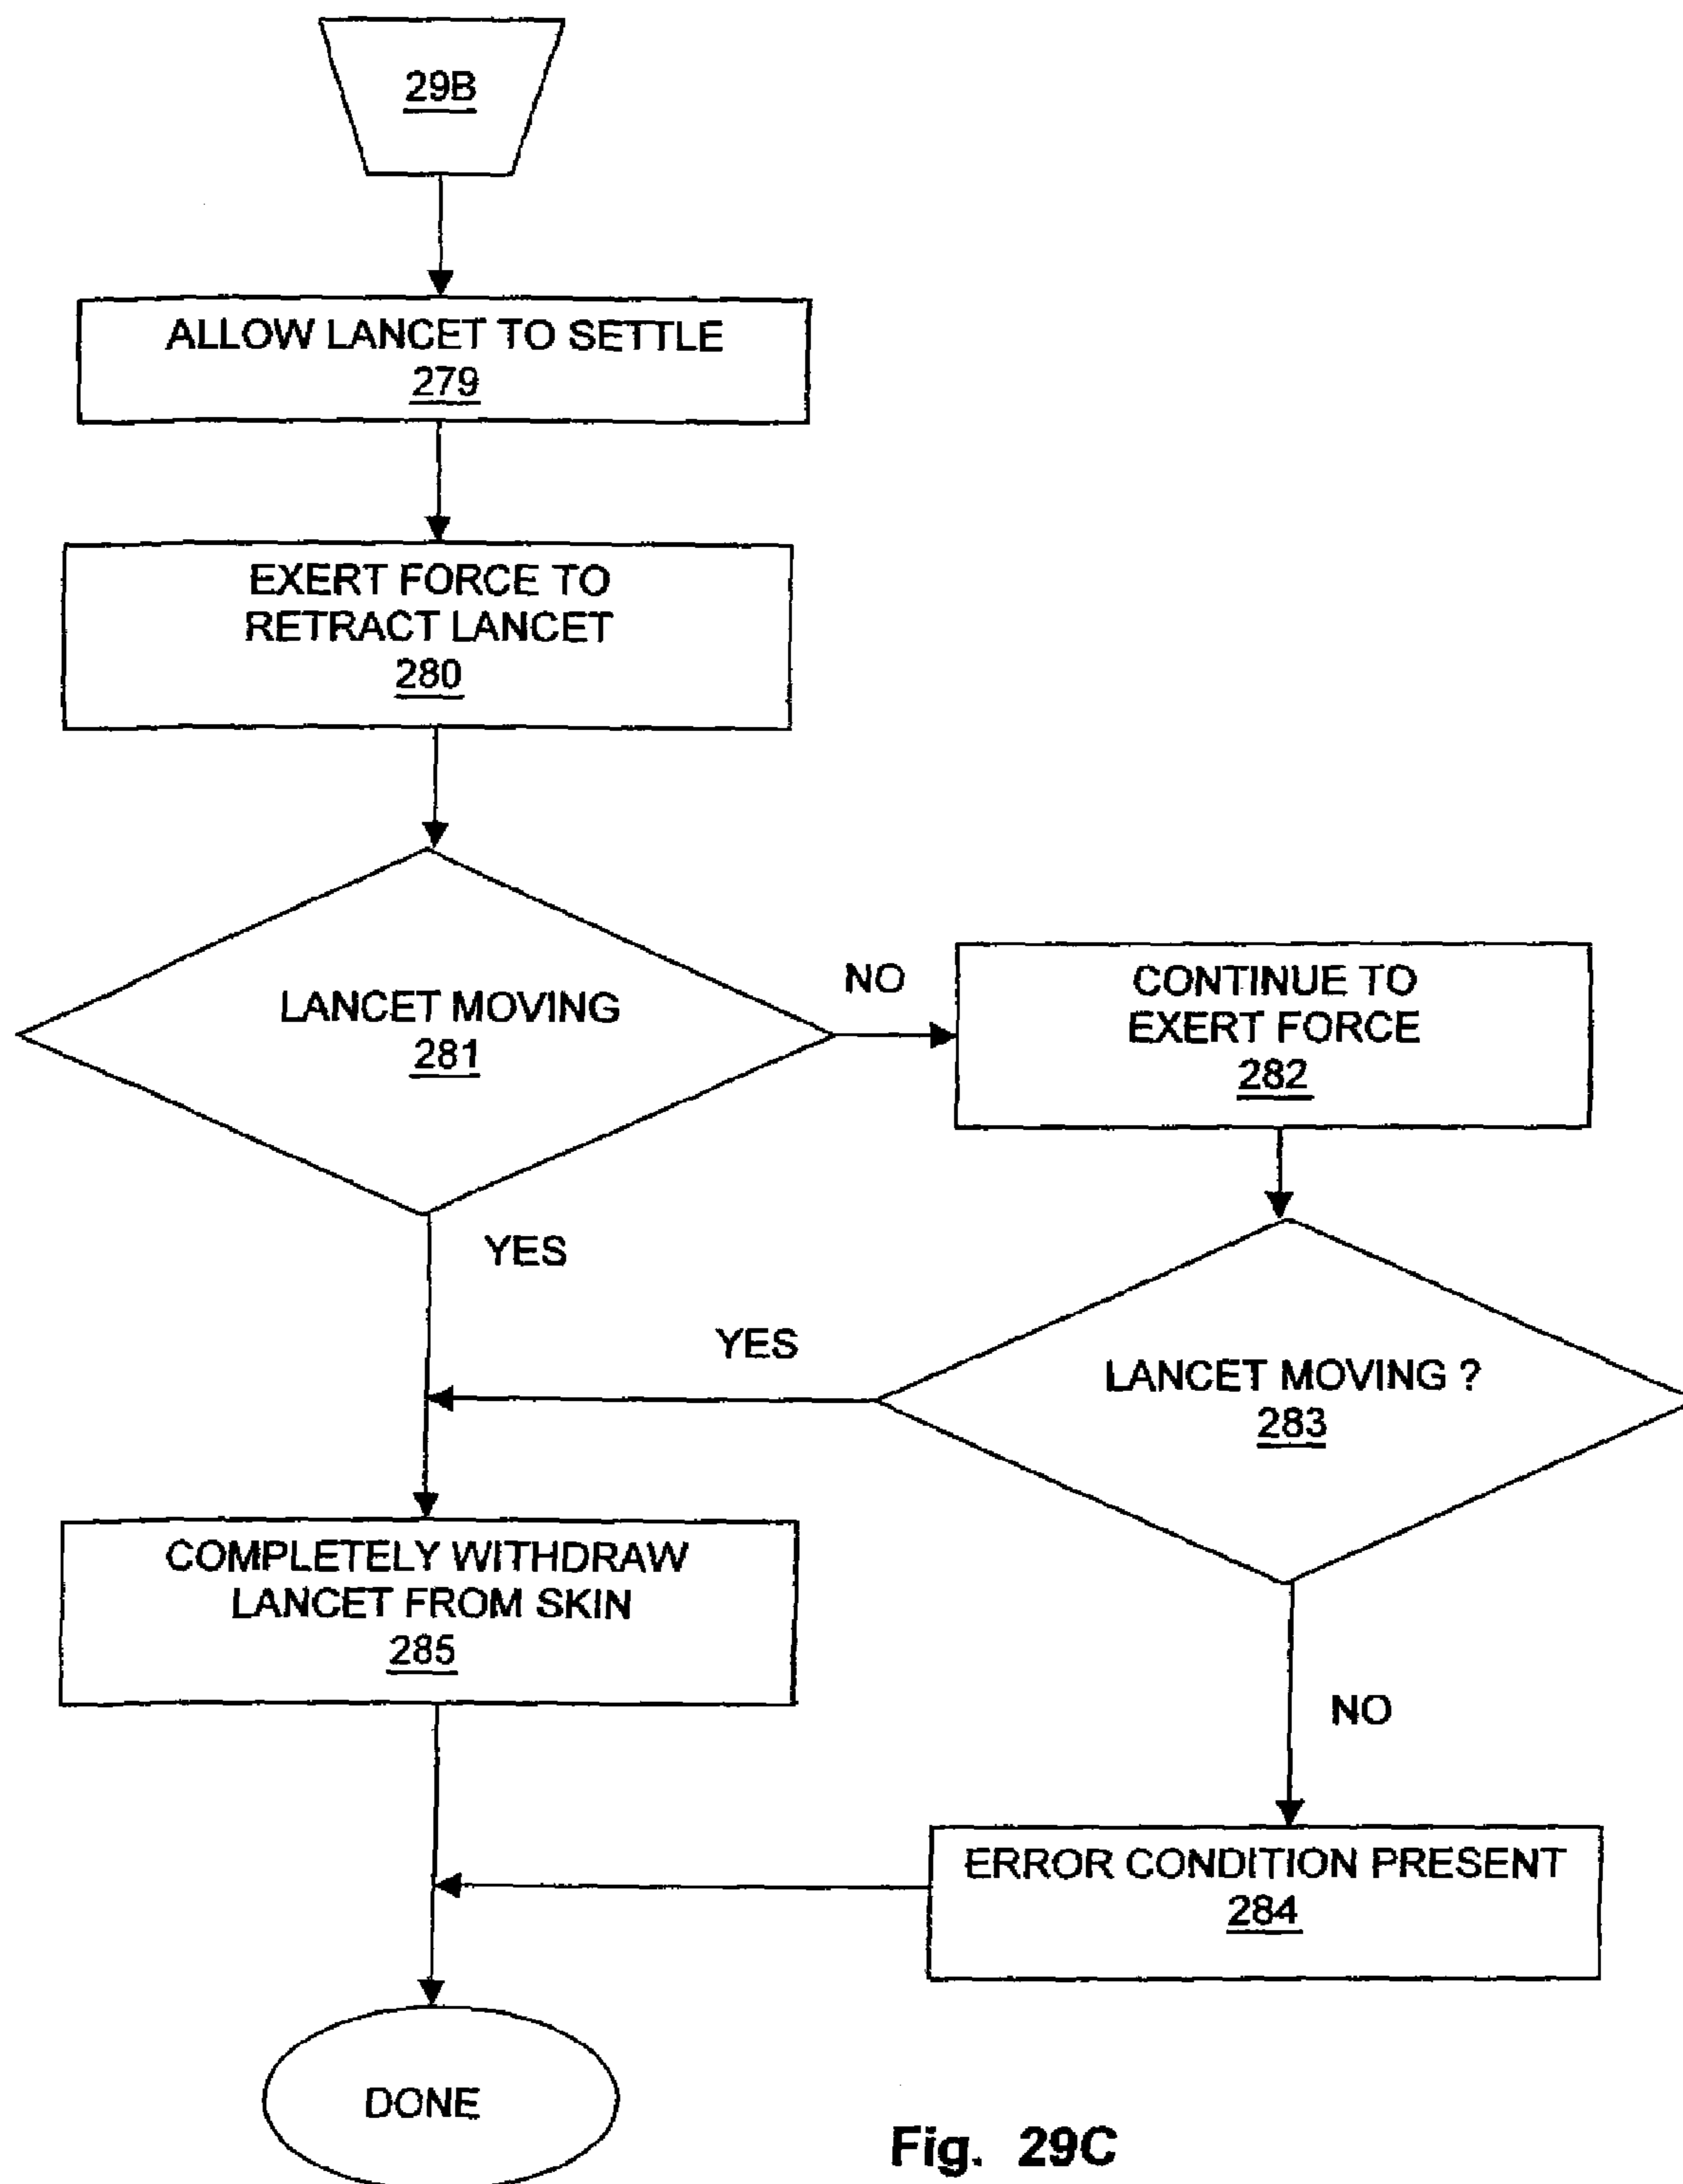 29B
ALLOW LANCET TO SETTLE
279
EXERT FORCE TO
RETRACT LANCET
280
LANCET MOVING
281
NO
CONTINUE TO
EXERT FORCE
282
YES
YES
LANCET MOVING ?
283
COMPLETELY WITHDRAW
LANCET FROM SKIN
285
NO
ERROR CONDITION PRESENT
284
DONE
Fig. 29C